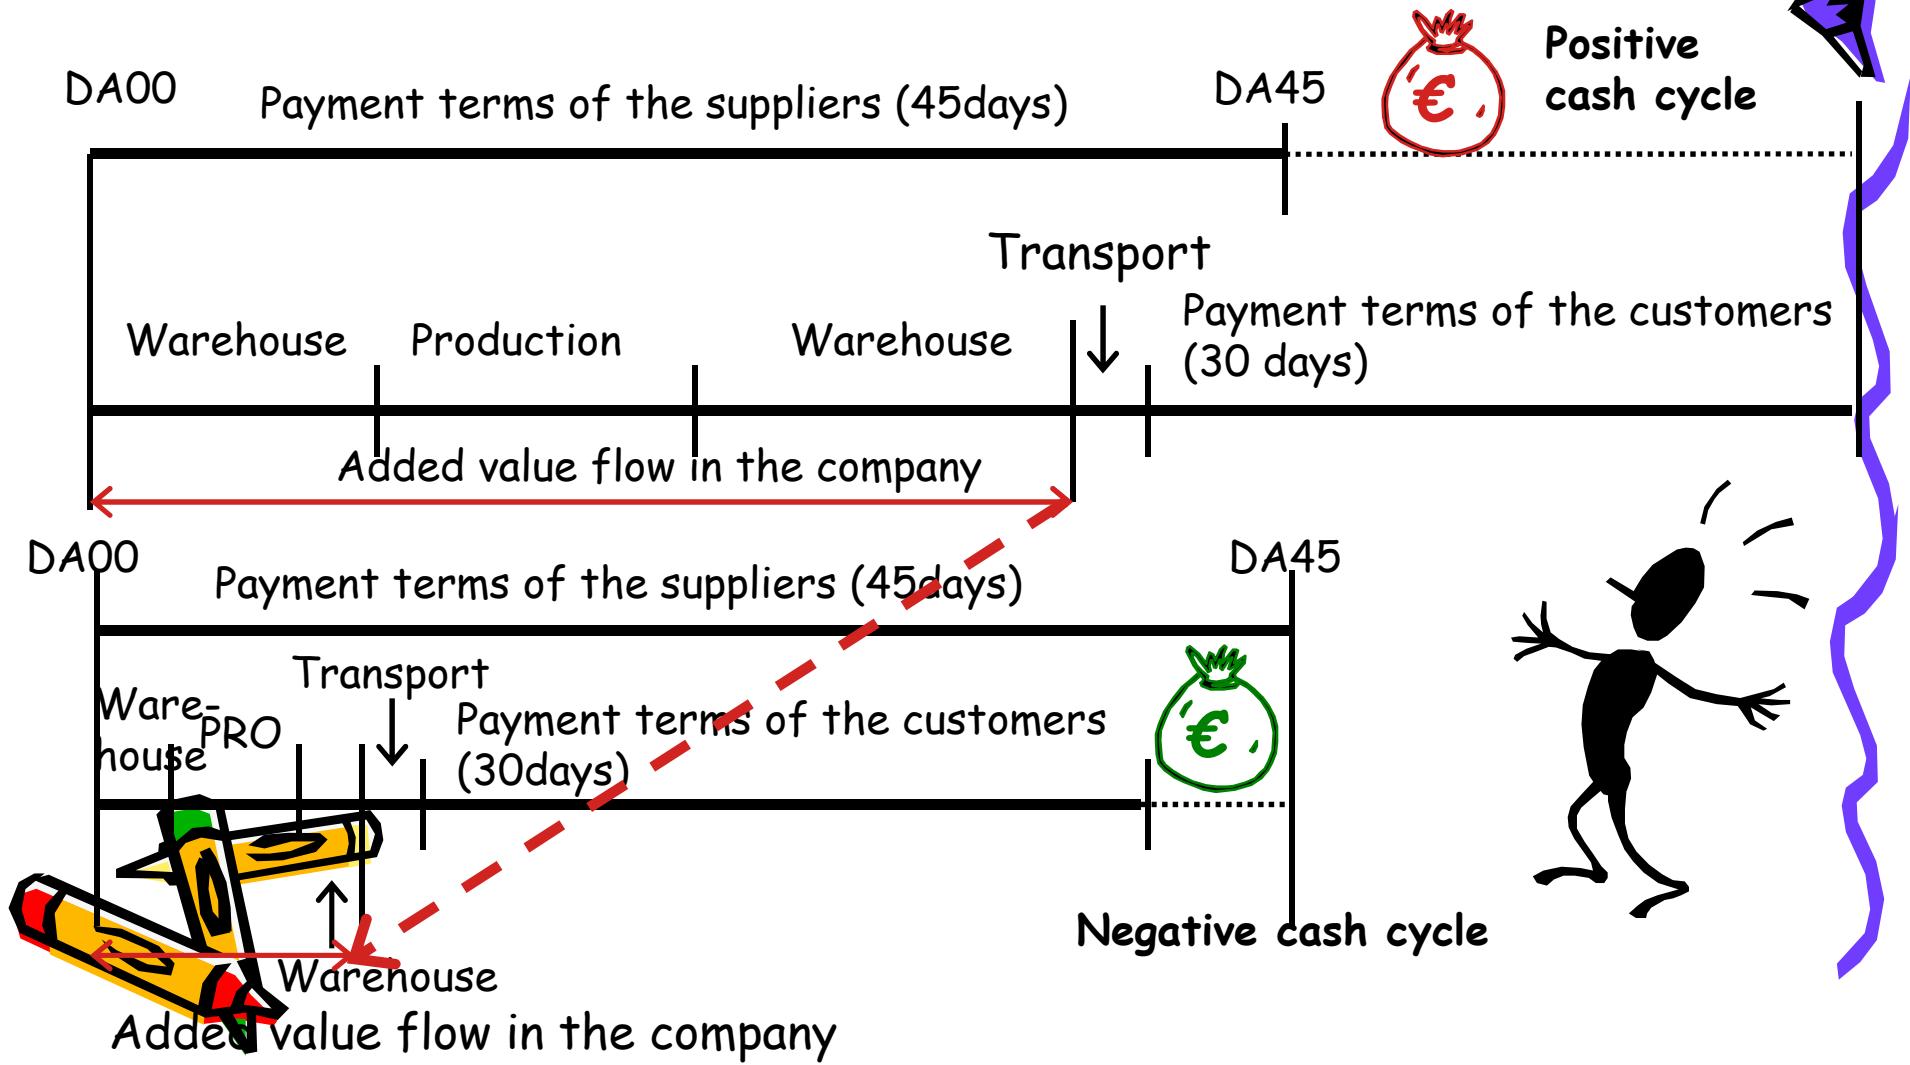 DA00
Payment terms of the suppliers (45days)
DA45
€
Positive
cash cycle
Transport
Warehouse
Production
Warehouse
Payment terms of the customers
(30 days)
Added value flow in the company
DA00
Payment terms of the suppliers (45days)
DA45
Transport
Ware-
house
PRO
Payment terms of the customers
(30days)
€
Negative cash cycle
Warehouse
Added value flow in the company